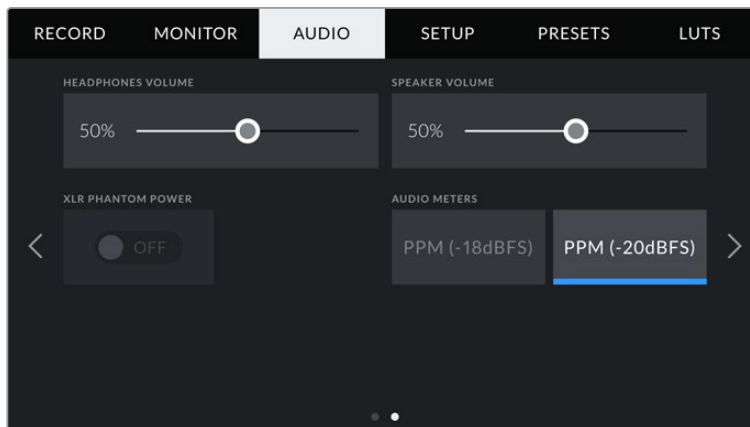 RECORD MONITOR AUDIO SETUP PRESETS LUTS
HEADPHONES VOLUME SPEAKER VOLUME
50% 50%
XLR PHANTOM POWER AUDIO METERS
OFF PPM (-18dBFS) PPM (-20dBFS)